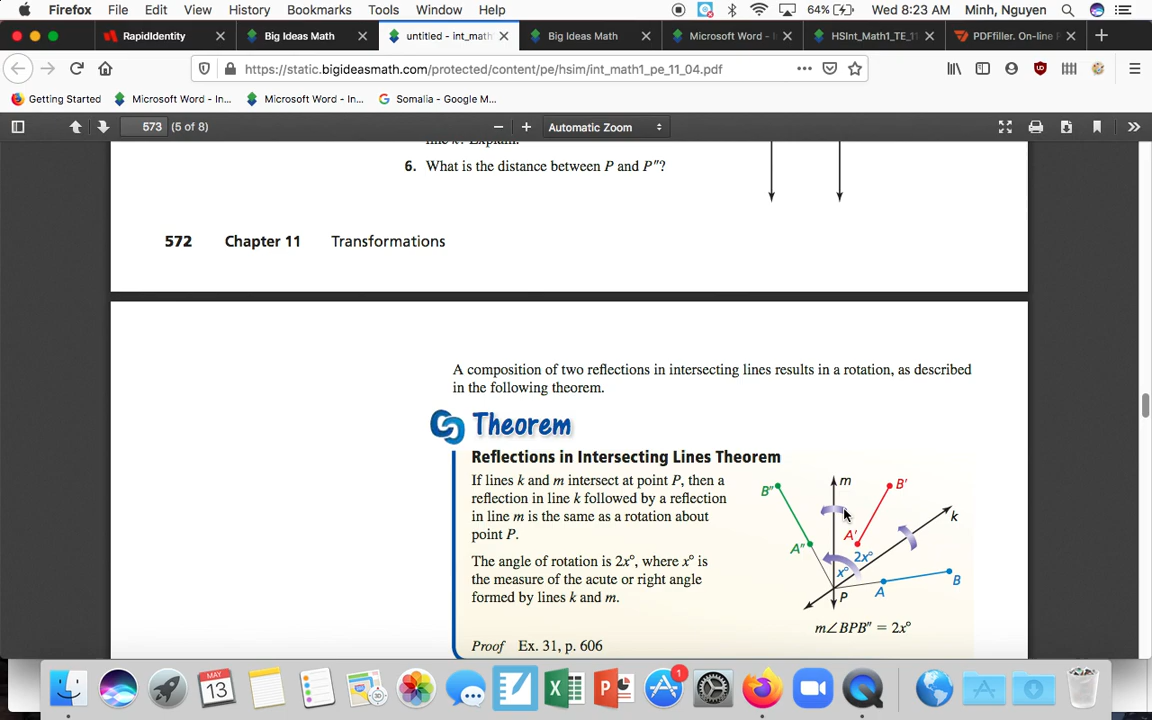 Firefox File Edit View History Bookmarks Tools Window Help 64% Wed 8:23 AM Minh, Nguyen
RapidIdentity Big Ideas Math untitled - int_math Big Ideas Math Microsoft Word - HSInt_Math1_TE_11 PDFfiller. On-line P
https://static.bigideasmath.com/protected/content/pe/hsim/int_math1_pe_11_04.pdf
Getting Started Microsoft Word - In... Microsoft Word - In... Somalia - Google M...
573 (5 of 8) Automatic Zoom
6. What is the distance between P and P″?
572 Chapter 11 Transformations
A composition of two reflections in intersecting lines results in a rotation, as described
in the following theorem.
Theorem
Reflections in Intersecting Lines Theorem
If lines k and m intersect at point P, then a
reflection in line k followed by a reflection
in line m is the same as a rotation about
point P.
The angle of rotation is 2x°, where x° is
the measure of the acute or right angle
formed by lines k and m.
Proof Ex. 31, p. 606
B″ m B′
k
A″ A′ 2x°
x° B
P A
m∠BPB″ = 2x°
MAY
13
1